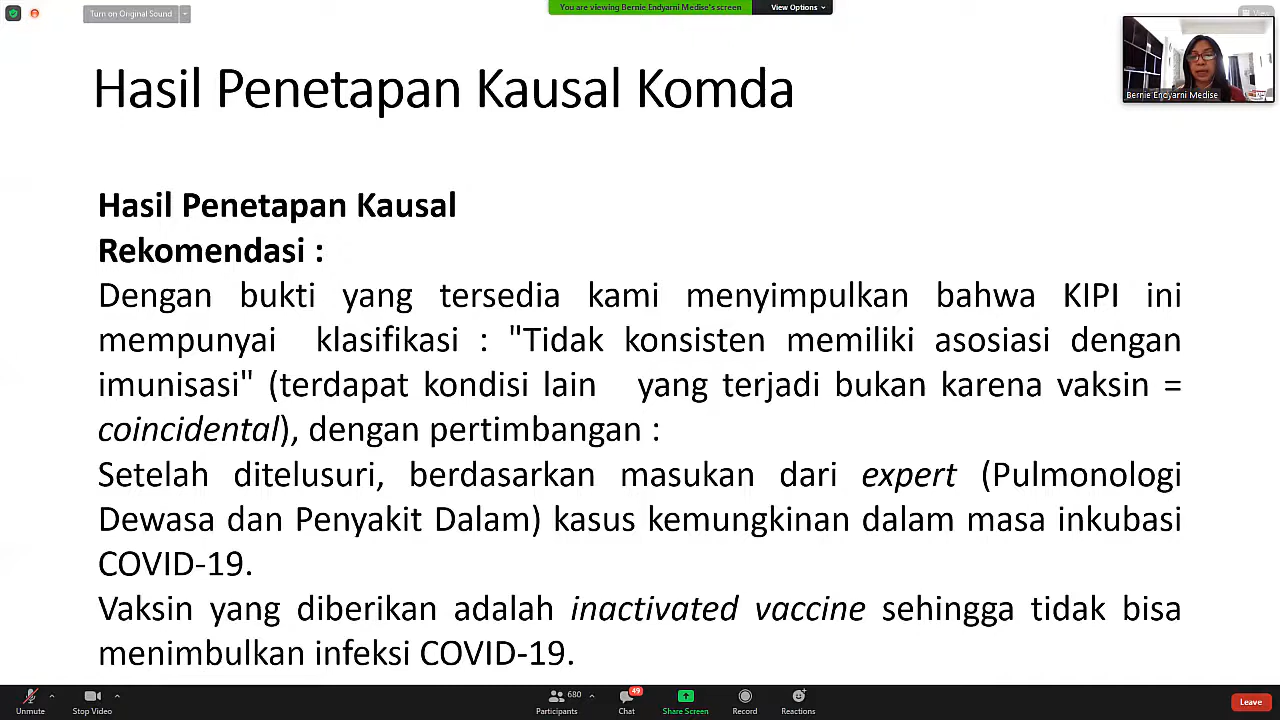 Turn on Original Sound
You are viewing Bernie Endyarni Medise's screen
View Options
View
Hasil Penetapan Kausal Komda
Bernie Endyarni Medise
Hasil Penetapan Kausal
Rekomendasi :
Dengan bukti yang tersedia kami menyimpulkan bahwa KIPI ini
mempunyai klasifikasi : "Tidak konsisten memiliki asosiasi dengan
imunisasi" (terdapat kondisi lain yang terjadi bukan karena vaksin =
coincidental), dengan pertimbangan :
Setelah ditelusuri, berdasarkan masukan dari expert (Pulmonologi
Dewasa dan Penyakit Dalam) kasus kemungkinan dalam masa inkubasi
COVID-19.
Vaksin yang diberikan adalah inactivated vaccine sehingga tidak bisa
menimbulkan infeksi COVID-19.
Unmute
Stop Video
680
Participants
49
Chat
Share Screen
Record
Reactions
Leave